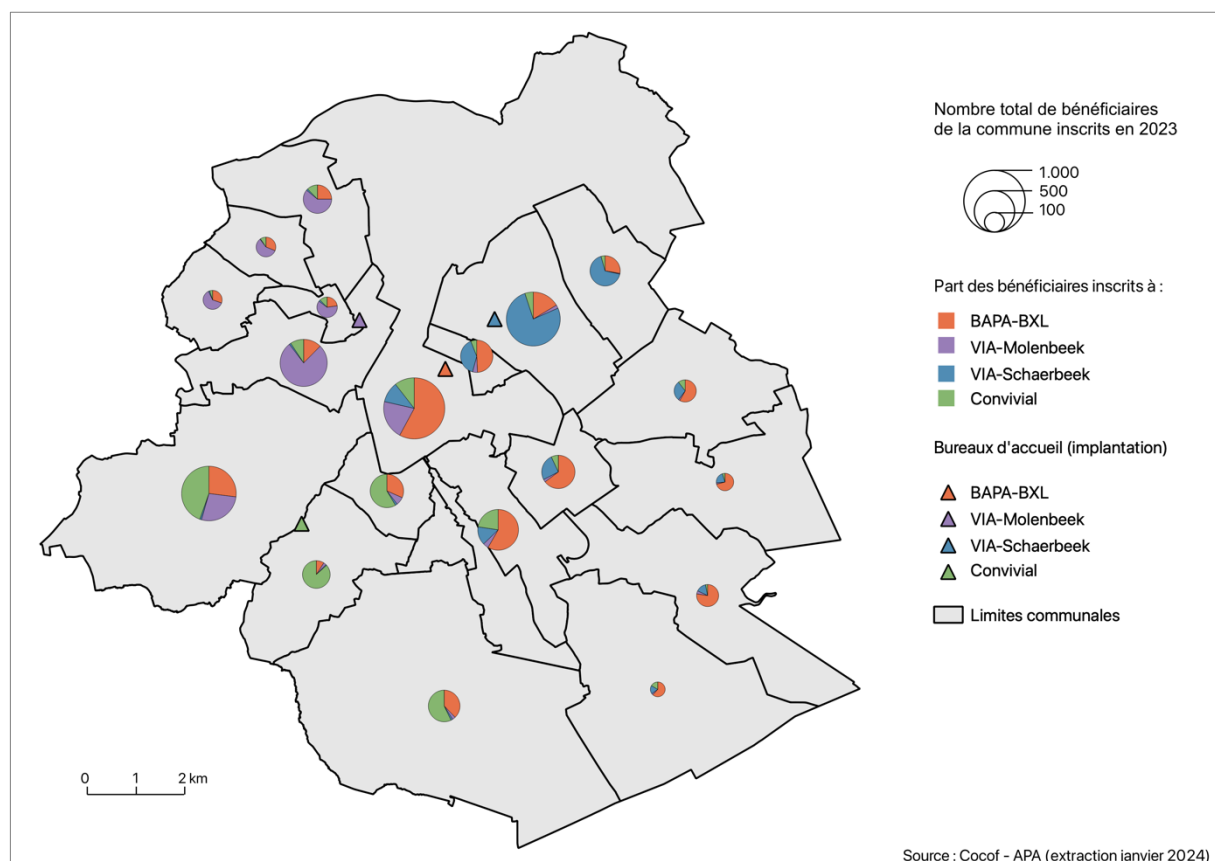 Nombre total de bénéficiaires
de la commune inscrits en 2023
1.000
500
100
Part des bénéficiaires inscrits à :
BAPA-BXL
VIA-Molenbeek
VIA-Schaerbeek
Convivial
Bureaux d'accueil (implantation)
BAPA-BXL
VIA-Molenbeek
VIA-Schaerbeek
Convivial
Limites communales
0 1 2 km
Source : Cocof - APA (extraction janvier 2024)